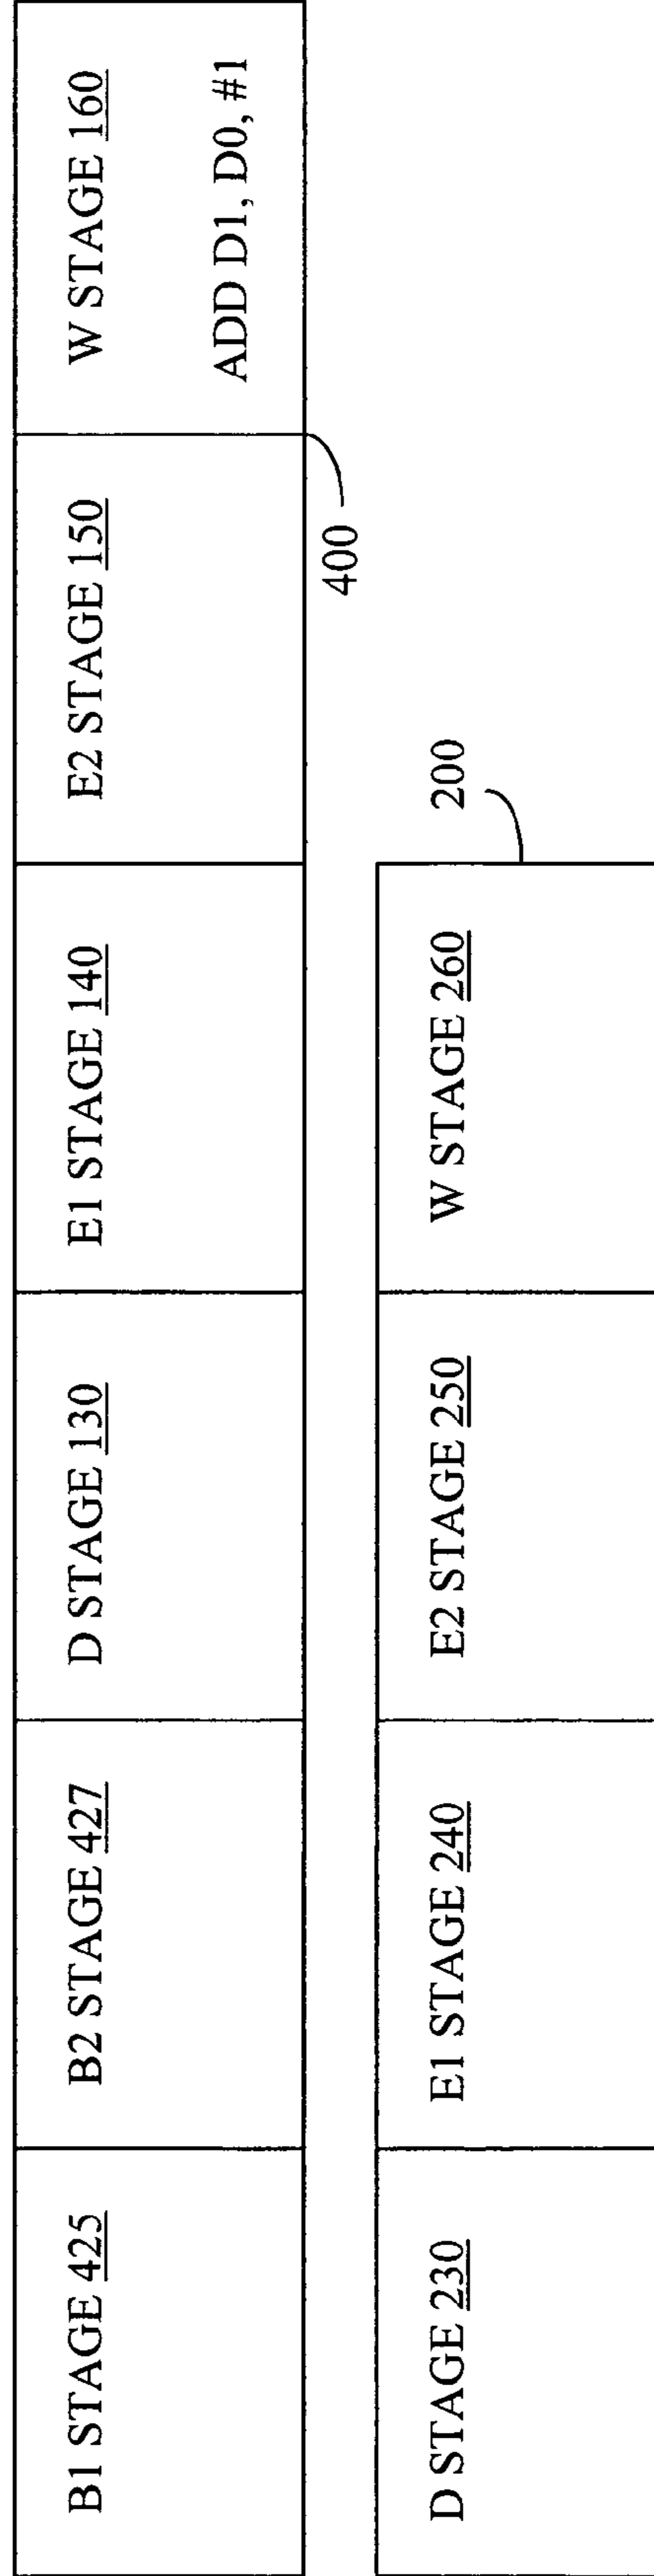 B1 STAGE 425
B2 STAGE 427
D STAGE 130
E1 STAGE 140
E2 STAGE 150
W STAGE 160
ADD D1, D0, #1
400
200
D STAGE 230
E1 STAGE 240
E2 STAGE 250
W STAGE 260